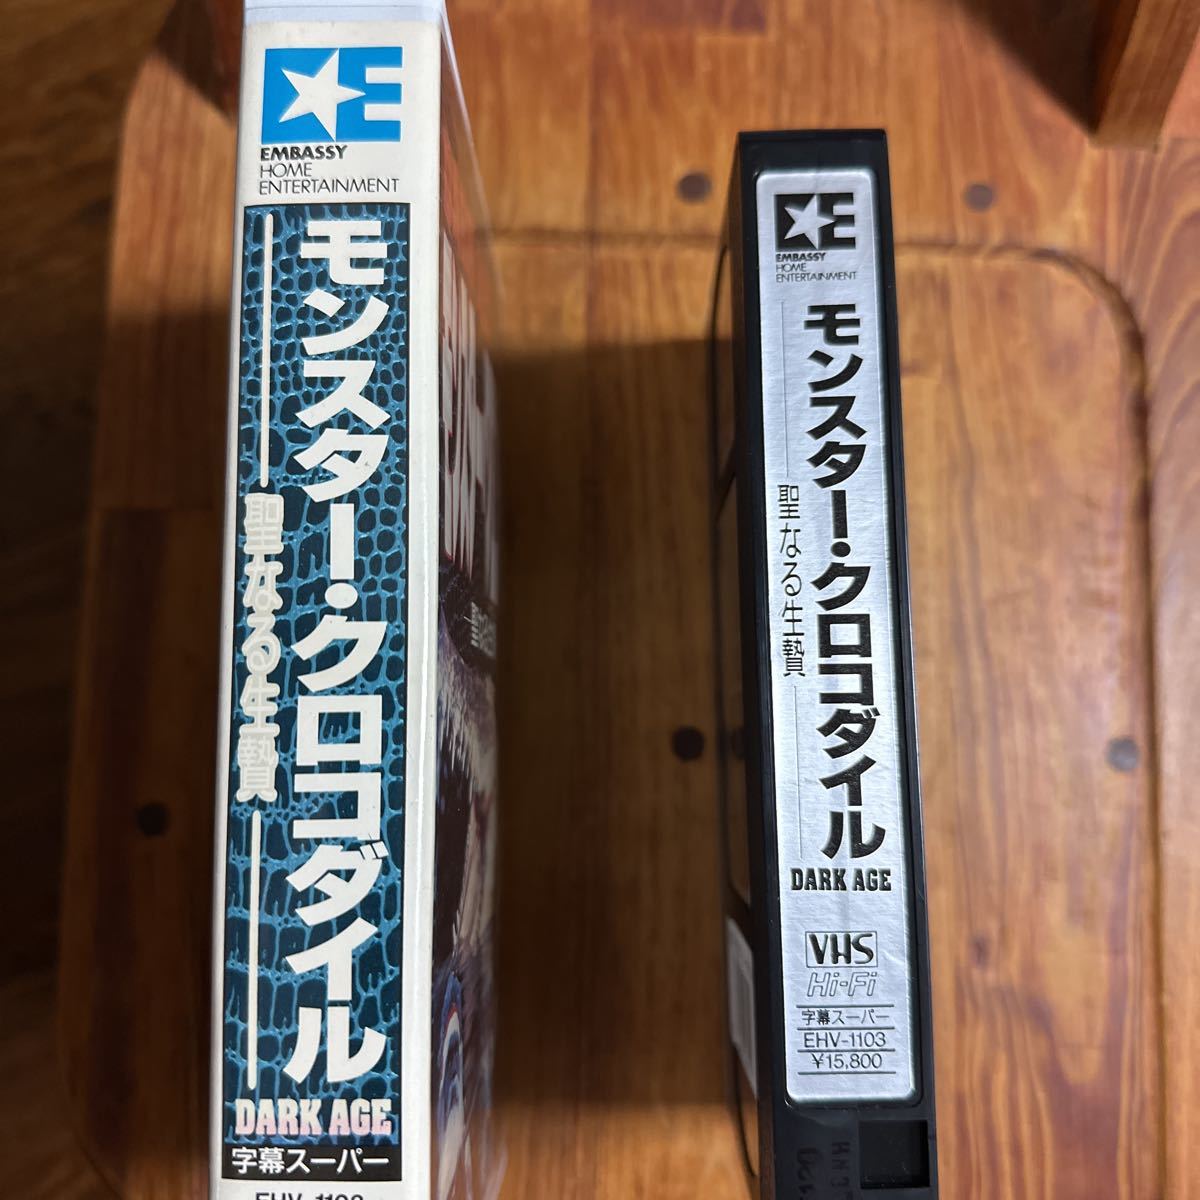 EMBASSY
HOME
ENTERTAINMENT
モンスター・クロコダイル
聖なる生贄
DARK AGE
字幕スーパー
EHV-1103
EMBASSY
HOME
ENTERTAINMENT
モンスター・クロコダイル
聖なる生贄
DARK AGE
VHS
Hi-Fi
字幕スーパー
EHV-1103
¥15,800